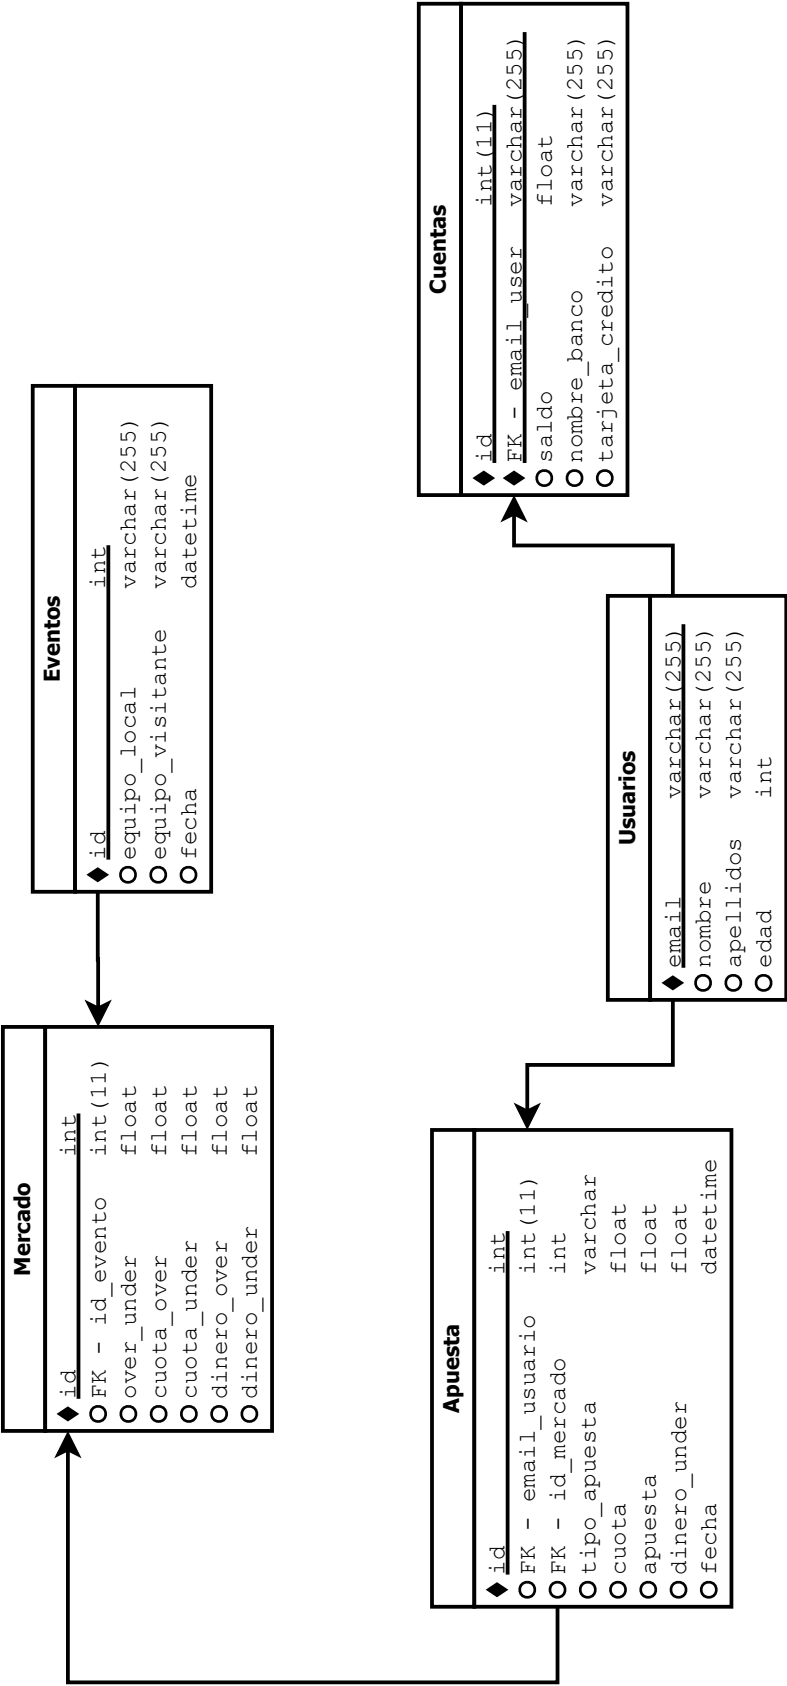 Mercado
id int
FK - id_evento int(11)
over_under float
cuota_over float
cuota_under float
dinero_over float
dinero_under float
Eventos
id int
equipo_local varchar(255)
equipo_visitante varchar(255)
fecha datetime
Cuentas
id int(11)
FK - email_user varchar(255)
saldo float
nombre_banco varchar(255)
tarjeta_credito varchar(255)
Apuesta
id int
FK - email_usuario int(11)
FK - id_mercado int
tipo_apuesta varchar
cuota float
apuesta float
dinero_under float
fecha datetime
Usuarios
email varchar(255)
nombre varchar(255)
apellidos varchar(255)
edad int